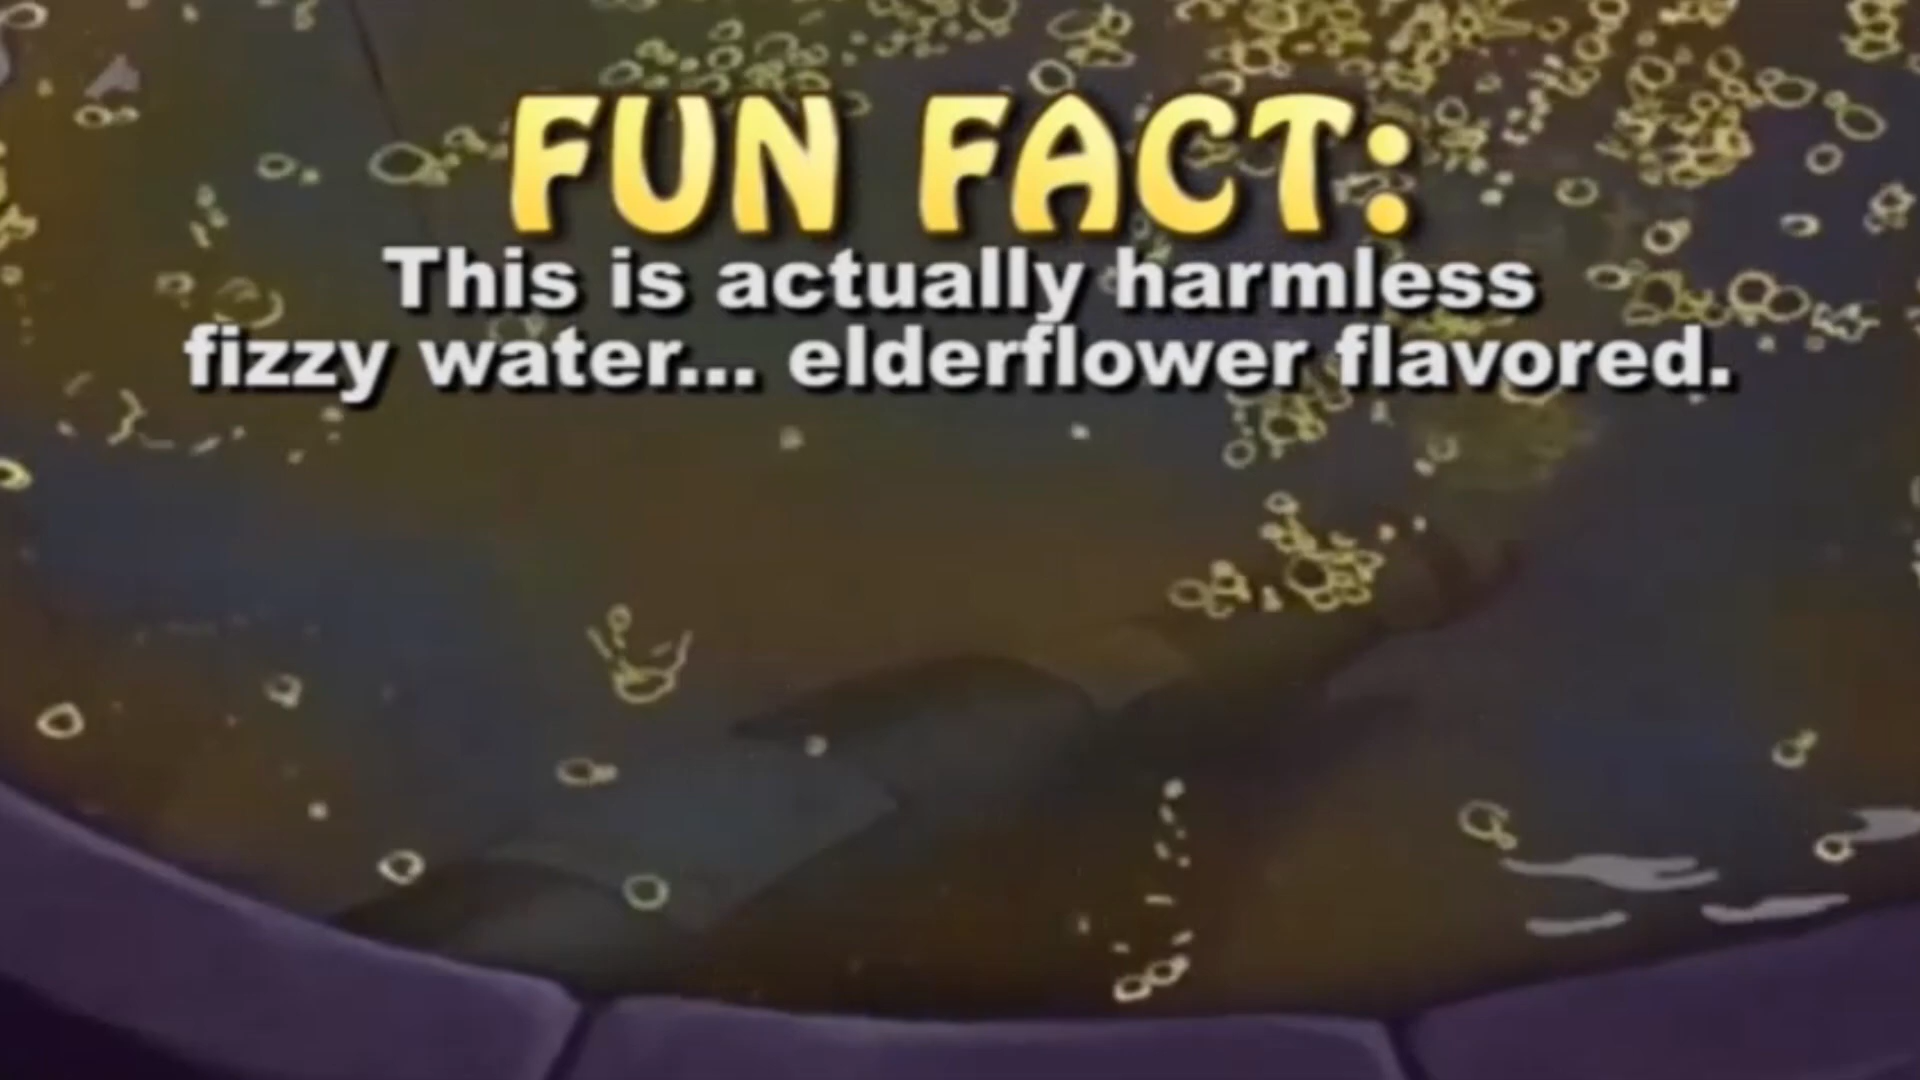 FUN FACT:
This is actually harmless
fizzy water... elderflower flavored.